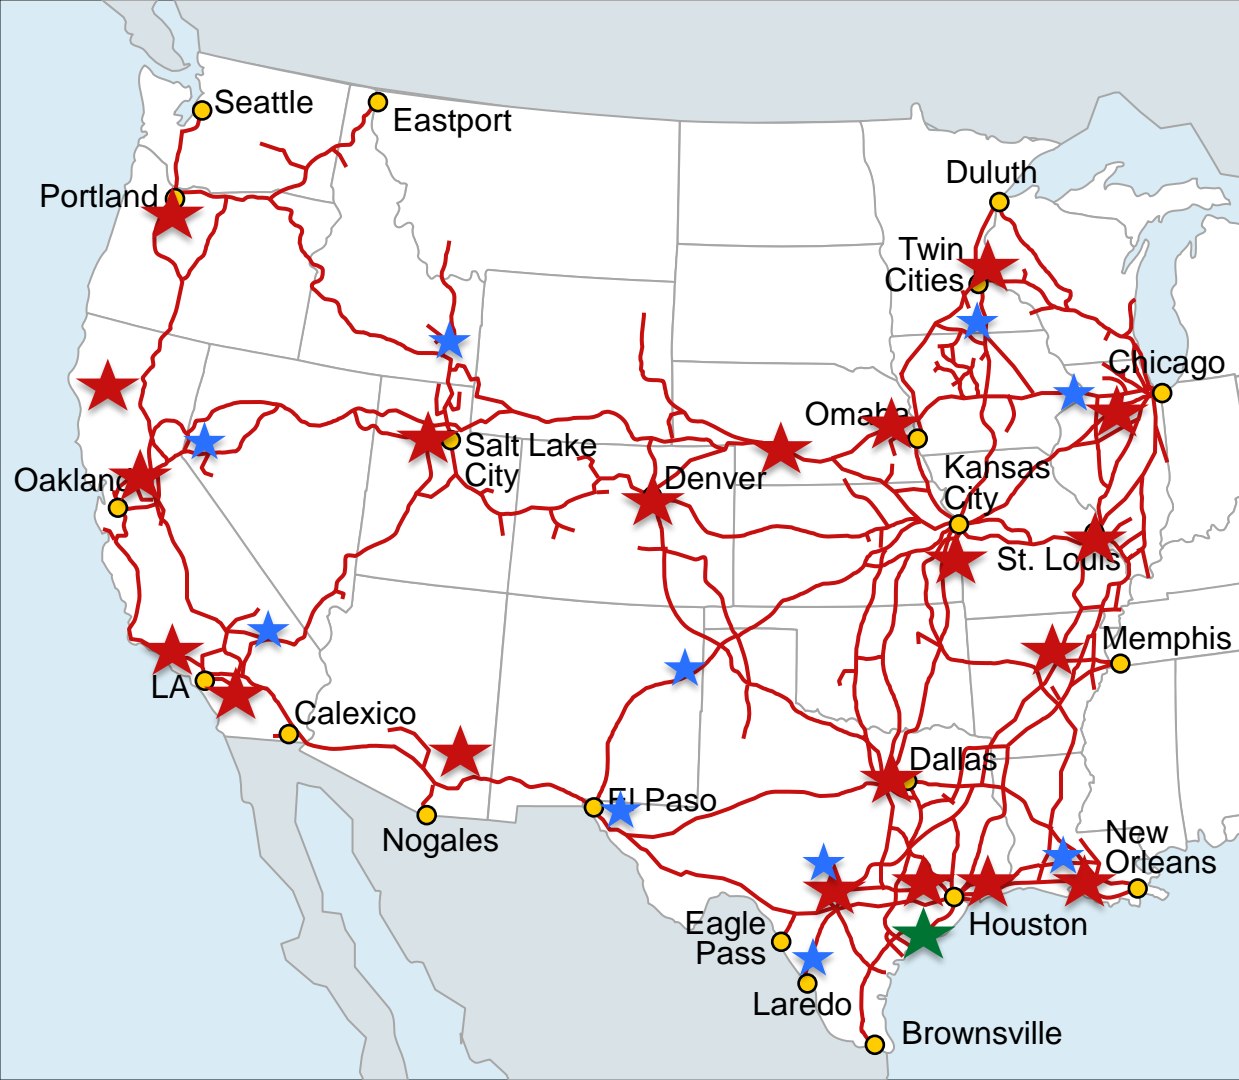 Seattle
Eastport
Portland
Duluth
Twin
Cities
Chicago
Omaha
Salt Lake
City
Oakland
Denver
Kansas
City
St. Louis
Memphis
LA
Calexico
Dallas
El Paso
Nogales
New
Orleans
Eagle
Pass
Houston
Laredo
Brownsville